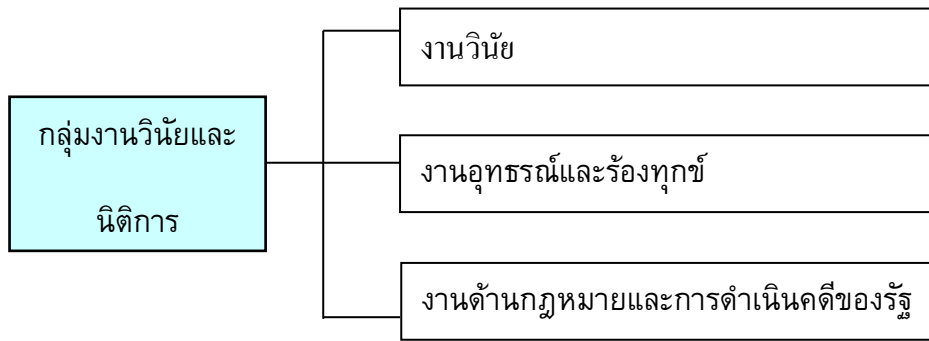 กลุ่มงานวินัยและ
นิติการ
งานวินัย
งานอุทธรณ์และร้องทุกข์
งานด้านกฎหมายและการดำเนินคดีของรัฐ